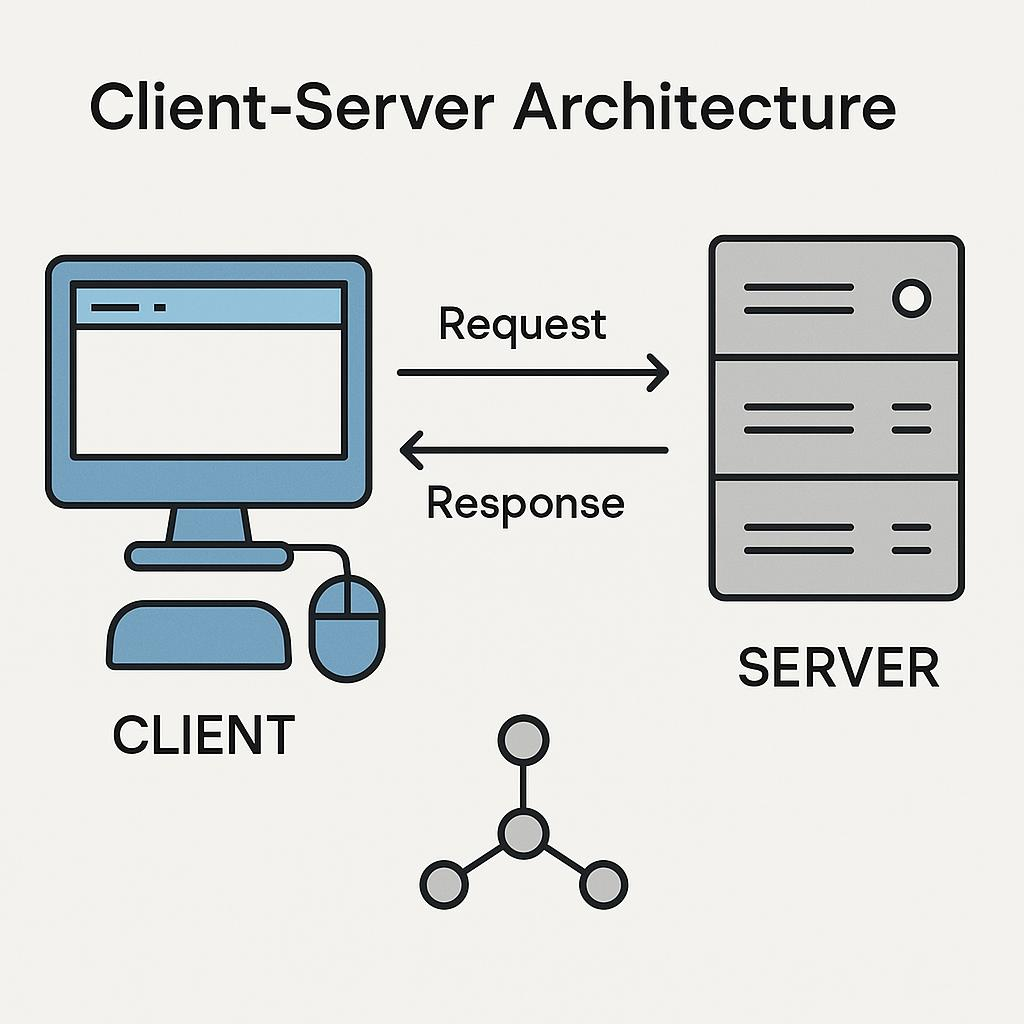 Client-Server Architecture
Request
Response
SERVER
CLIENT